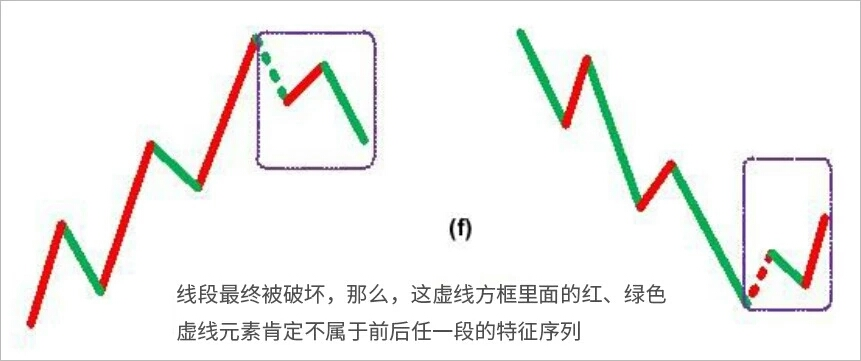 (f)
线段最终被破坏，那么，这虚线方框里面的红、绿色
虚线元素肯定不属于前后任一段的特征序列